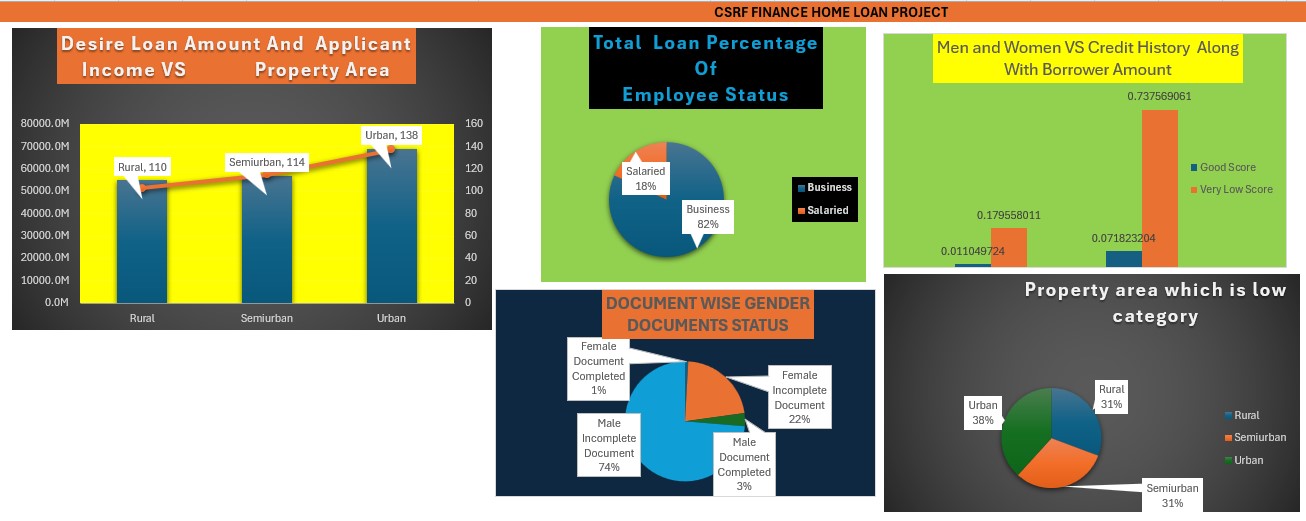 CSRF FINANCE HOME LOAN PROJECT
Desire Loan Amount And Applicant
Income VS Property Area
80000.0M
70000.0M
60000.0M
50000.0M
40000.0M
30000.0M
20000.0M
10000.0M
0.0M
160
140
120
100
80
60
40
20
0
Rural, 110
Semiurban, 114
Urban, 138
Rural
Semiurban
Urban
Total Loan Percentage
Of
Employee Status
Salaried
18%
Business
82%
Business
Salaried
Men and Women VS Credit History Along
With Borrower Amount
0.737569061
0.179558011
0.071823204
0.011049724
Good Score
Very Low Score
DOCUMENT WISE GENDER
DOCUMENTS STATUS
Female
Document
Completed
1%
Female
Incomplete
Document
22%
Male
Incomplete
Document
74%
Male
Document
Completed
3%
Property area which is low
category
Rural
31%
Urban
38%
Semiurban
31%
Rural
Semiurban
Urban